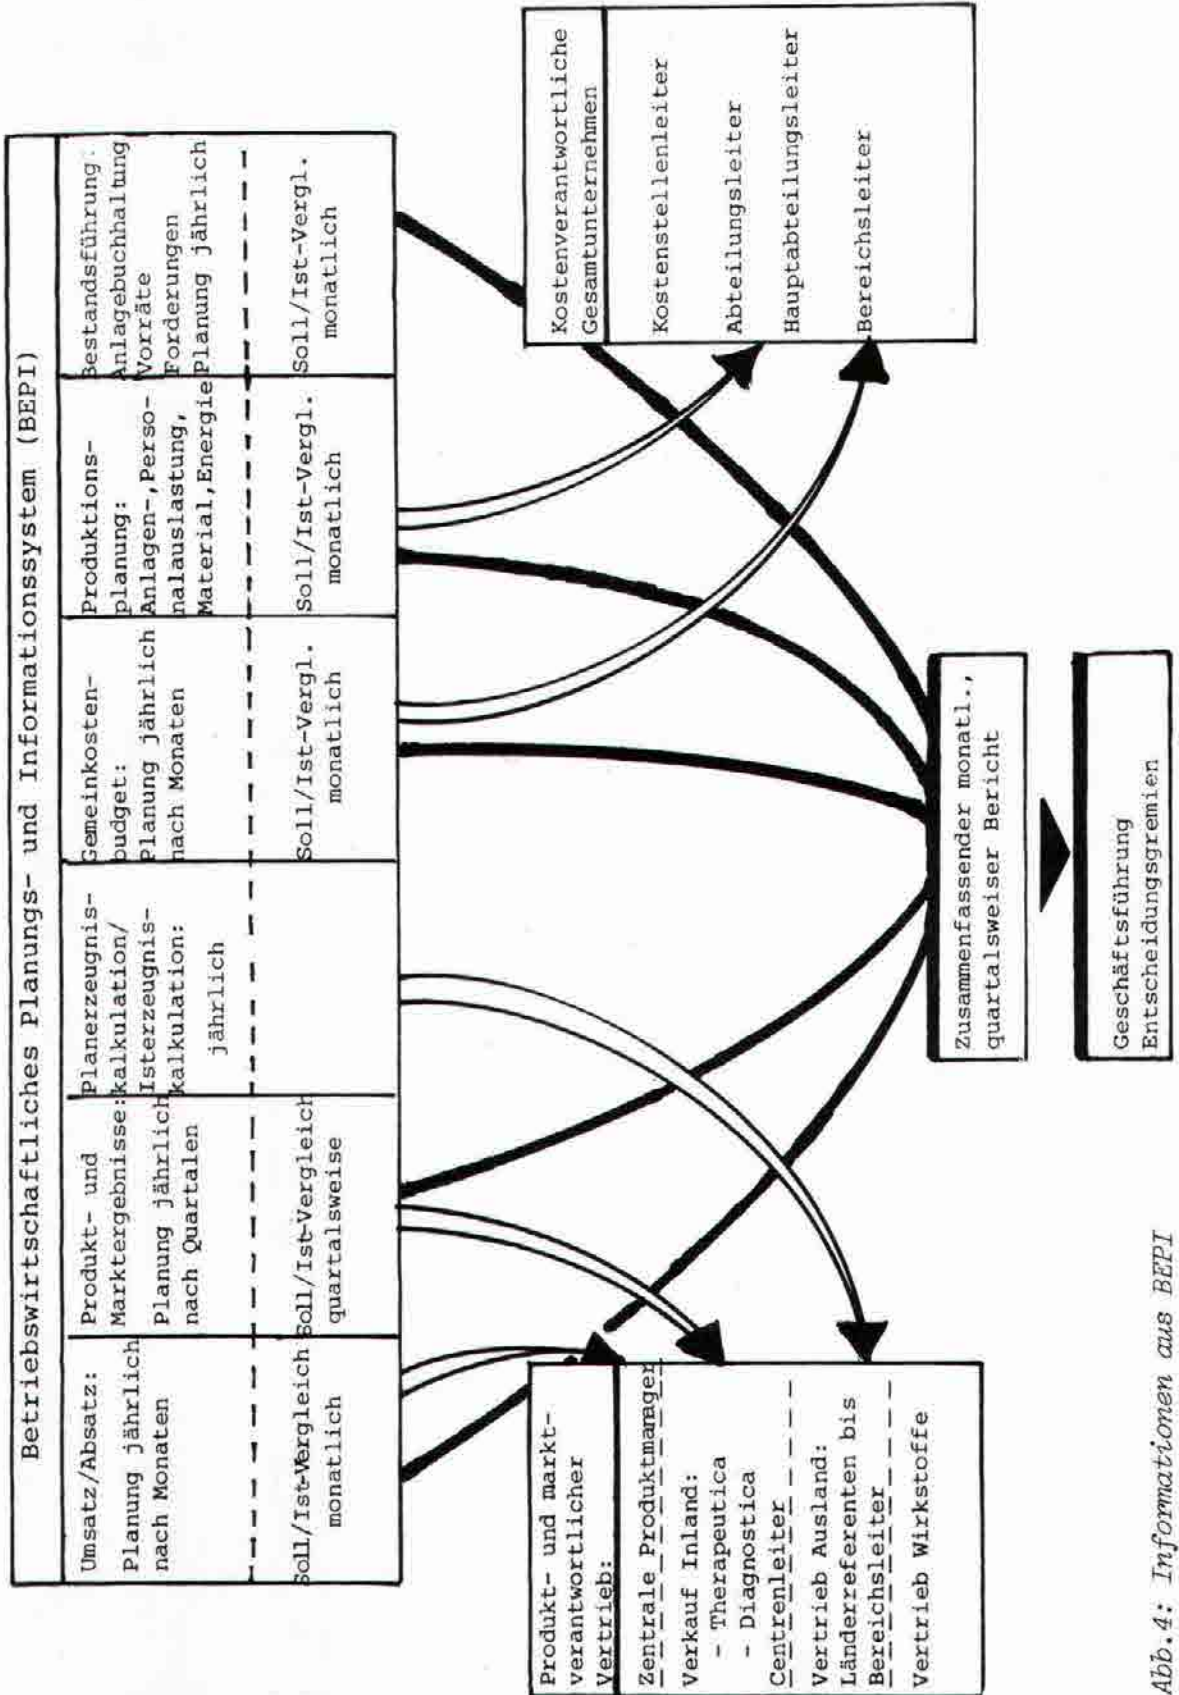 Betriebswirtschaftliches Planungs- und Informationssystem (BEPI)
Umsatz/Absatz:
Planung jährlich
nach Monaten
Soll/Ist-Vergleich
monatlich
Produkt- und
Marktergebnisse:
Planung jährlich
nach Quartalen
Soll/Ist-Vergleich
quartalsweise
Planerzeugnis-
kalkulation/
Isterzeugnis-
kalkulation:
jährlich
Gemeinkosten-
budget:
Planung jährlich
nach Monaten
Soll/Ist-Vergl.
monatlich
Produktions-
planung:
Anlagen-,Perso-
nalauslastung,
Material,Energie
Soll/Ist-Vergl.
monatlich
Bestandsführung:
Anlagebuchhaltung
Vorräte
Forderungen
Planung jährlich
Soll/Ist-Vergl.
monatlich
Produkt- und markt-
verantwortlicher
Vertrieb:
Zentrale Produktmanager
Verkauf Inland:
- Therapeutica
- Diagnostica
Centrenleiter
Vertrieb Ausland:
Länderreferenten bis
Bereichsleiter
Vertrieb Wirkstoffe
Kostenverantwortliche
Gesamtunternehmen
Kostenstellenleiter
Abteilungsleiter
Hauptabteilungsleiter
Bereichsleiter
Zusammenfassender monatl.,
quartalsweiser Bericht
Geschäftsführung
Entscheidungsgremien
Abb.4: Informationen aus BEPI